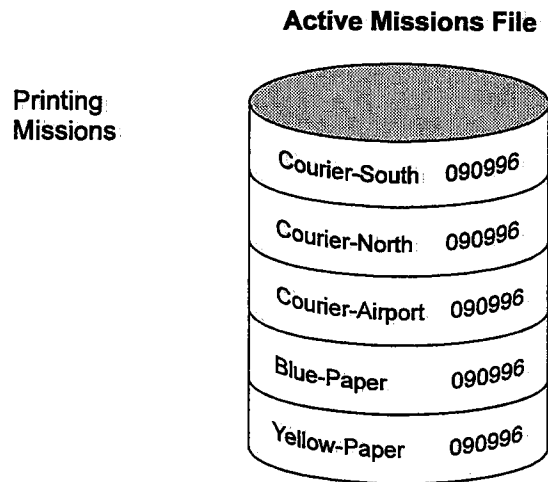 Active Missions File
Printing
Missions
Courier-South 090996
Courier-North 090996
Courier-Airport 090996
Blue-Paper 090996
Yellow-Paper 090996